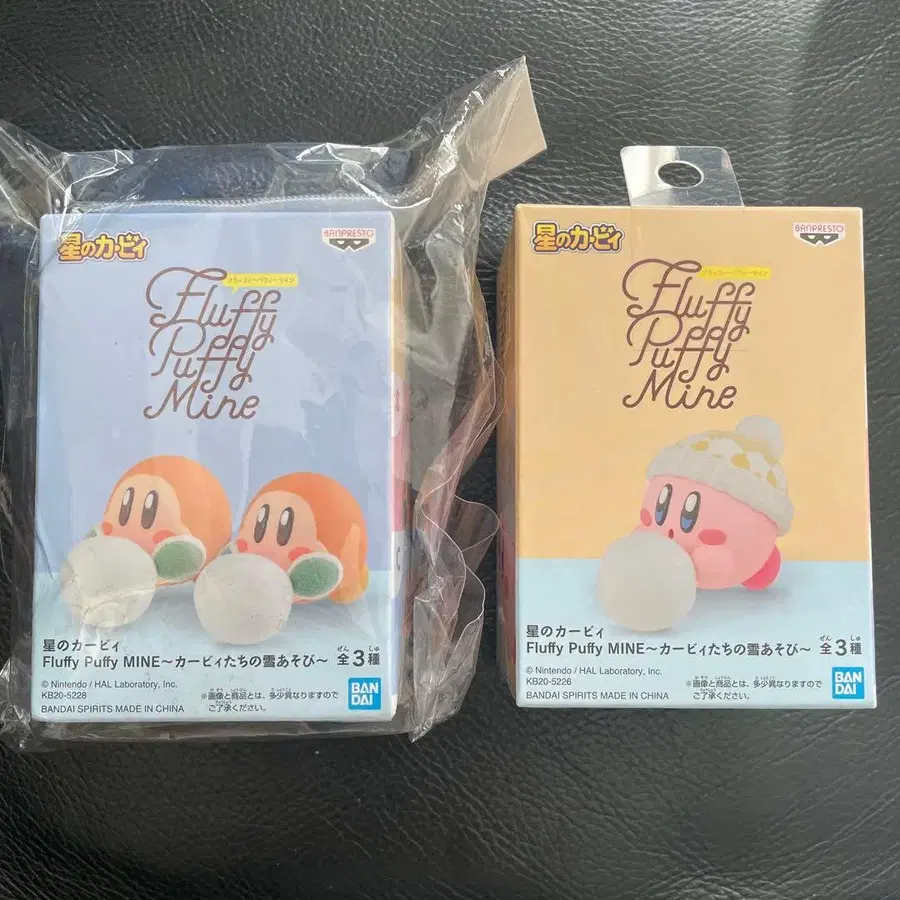 星のカービィ
BANPRESTO
フラッフィーパフィーマイン
Fluffy
Puffy
Mine
星のカービィ
Fluffy Puffy MINE〜カービィたちの雪あそび〜 全3種
ぜん しゅ
© Nintendo / HAL Laboratory, Inc.
KB20-5228
BANDAI SPIRITS MADE IN CHINA
※画像と商品とは、多少異なりますので
ご了承ください。
BAN
DAI
星のカービィ
BANPRESTO
フラッフィーパフィーマイン
Fluffy
Puffy
Mine
星のカービィ
Fluffy Puffy MINE〜カービィたちの雪あそび〜 全3種
ぜん しゅ
© Nintendo / HAL Laboratory, Inc.
KB20-5226
BANDAI SPIRITS MADE IN CHINA
※画像と商品とは、多少異なりますので
ご了承ください。
BAN
DAI